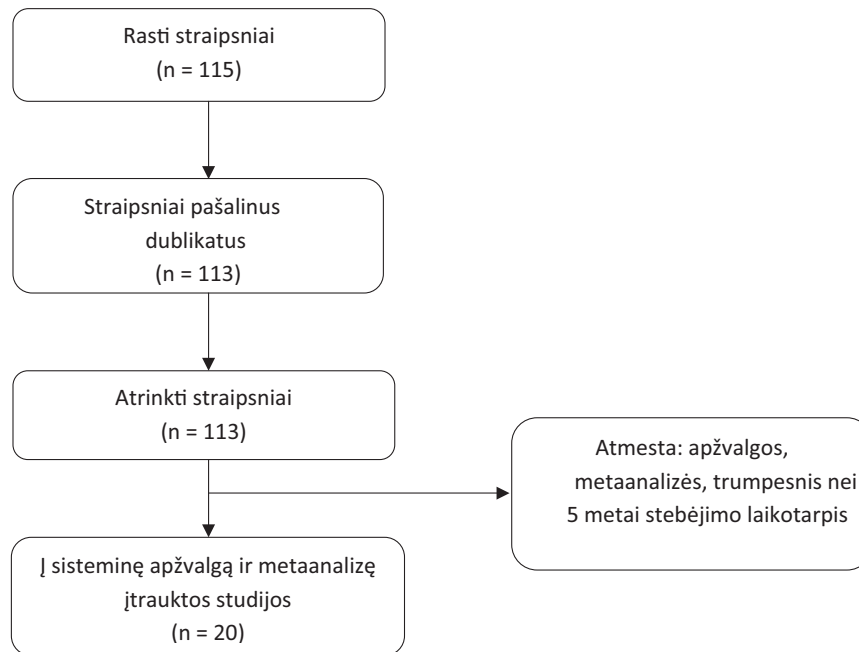 Rasti straipsniai
(n = 115)
Straipsniai pašalinus
dublikatus
(n = 113)
Atrinkti straipsniai
(n = 113)
Atmesta: apžvalgos,
metaanalizės, trumpesnis nei
5 metai stebėjimo laikotarpis
Į sisteminę apžvalgą ir metaanalizę
įtrauktos studijos
(n = 20)